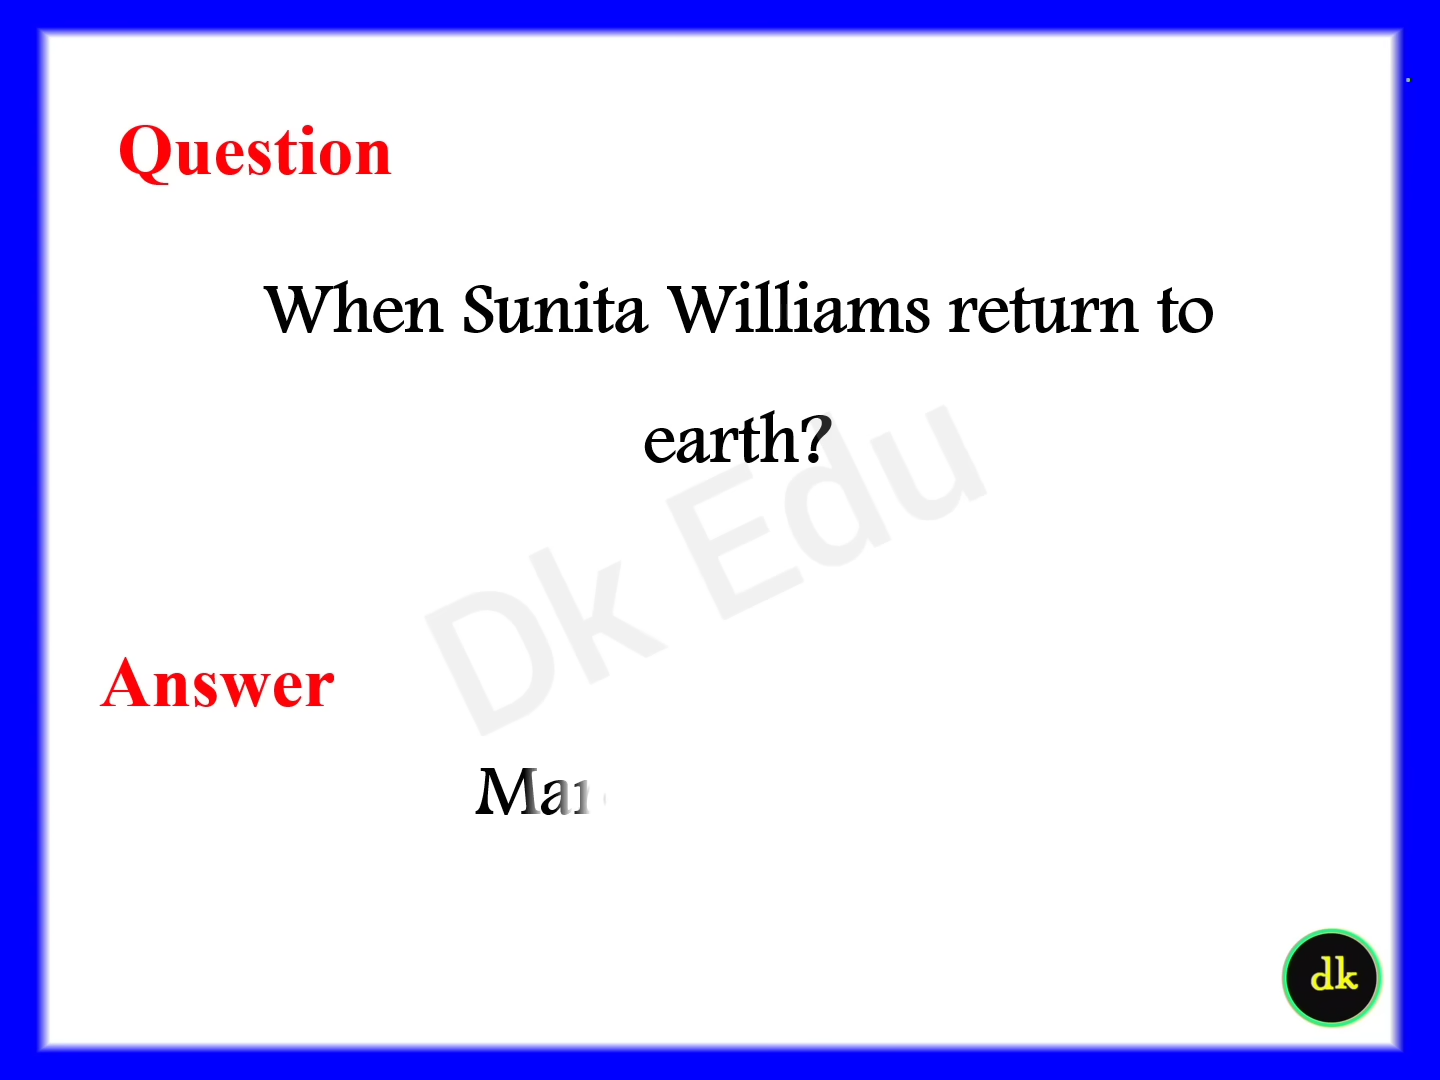 Question
When Sunita Williams return to
earth?
Dk Edu
Answer
dk